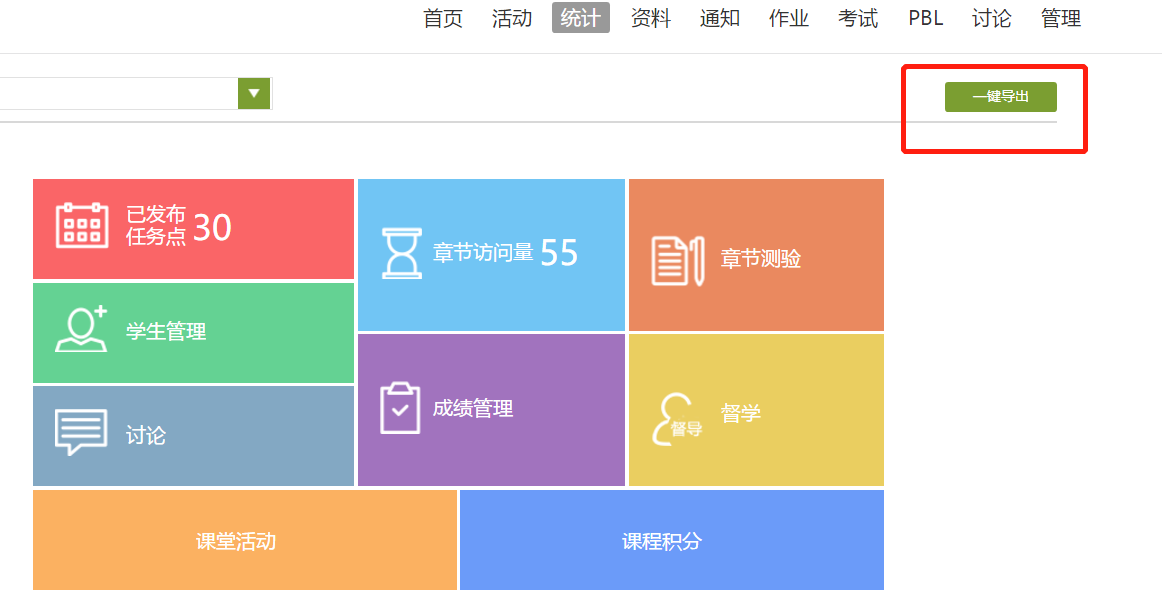 首页 活动 统计 资料 通知 作业 考试 PBL 讨论 管理
一键导出
已发布
任务点 30
章节访问量 55
章节测验
学生管理
成绩管理
督导 督学
讨论
课堂活动
课程积分